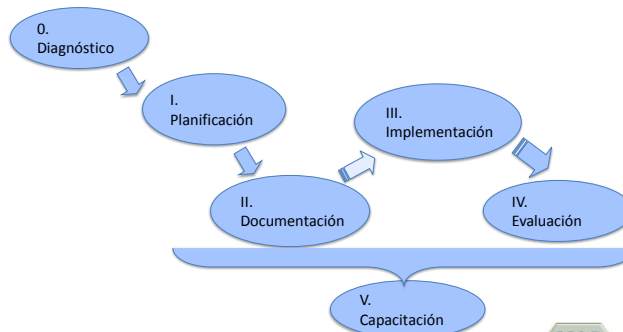 0.
Diagnóstico
I.
Planificación
III.
Implementación
II.
Documentación
IV.
Evaluación
V.
Capacitación